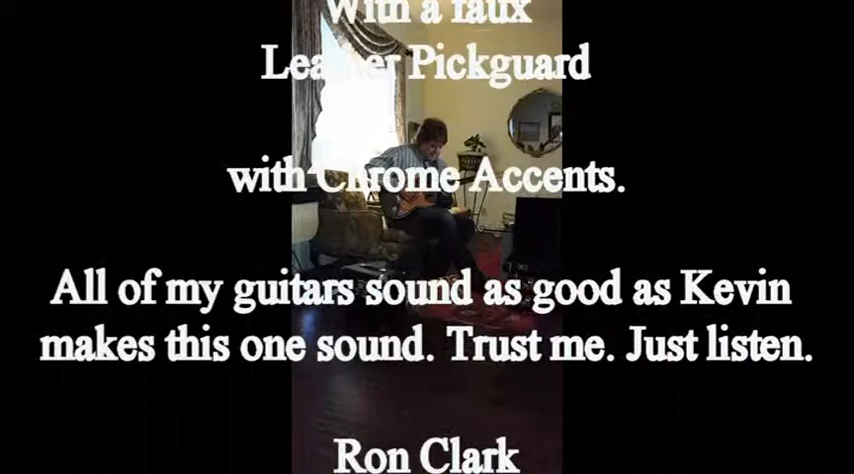 With a faux
Leather Pickguard
with Chrome Accents.
All of my guitars sound as good as Kevin
makes this one sound. Trust me. Just listen.
Ron Clark